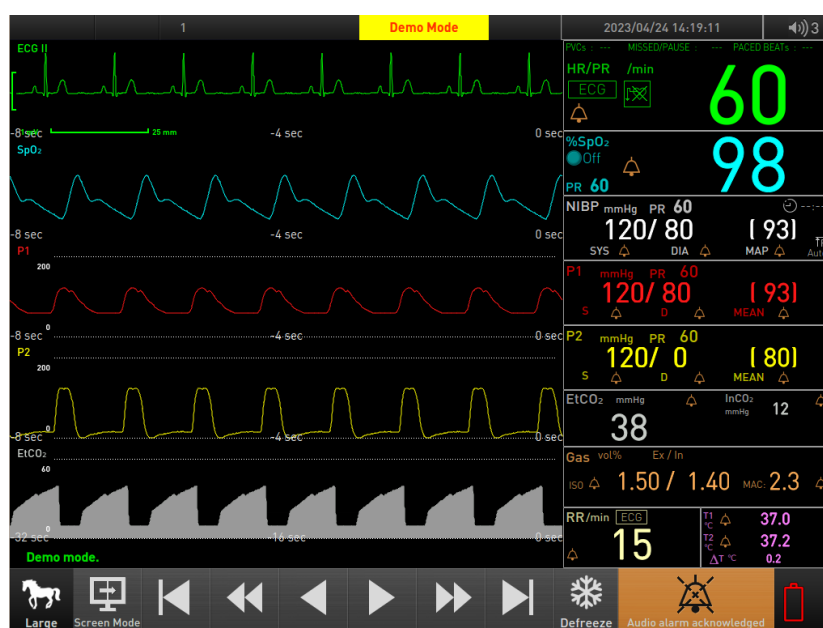 1 Demo Mode 2023/04/24 14:19:11 3
ECG II
1 mV 25 mm
-8 sec -4 sec 0 sec
SpO₂
-8 sec -4 sec 0 sec
P1
200
0
-8 sec -4 sec 0 sec
P2
200
0
-8 sec -4 sec 0 sec
EtCO₂
60
0
-32 sec -16 sec 0 sec
Demo mode.
PVCs : --- MISSED/PAUSE : --- PACED BEATs : ---
HR/PR /min
ECG
60
%SpO₂
Off
PR 60
98
NIBP mmHg PR 60 --:--
120/ 80 ( 93)
SYS DIA MAP Aut
P1 mmHg PR 60
120/ 80 ( 93)
S D MEAN
P2 mmHg PR 60
120/ 0 ( 80)
S D MEAN
EtCO₂ mmHg InCO₂
mmHg
38 12
Gas vol% Ex / In
ISO 1.50 / 1.40 MAC: 2.3
RR/min ECG
15
T1 °C 37.0
T2 °C 37.2
ΔT °C 0.2
Large Screen Mode Defreeze Audio alarm acknowledged